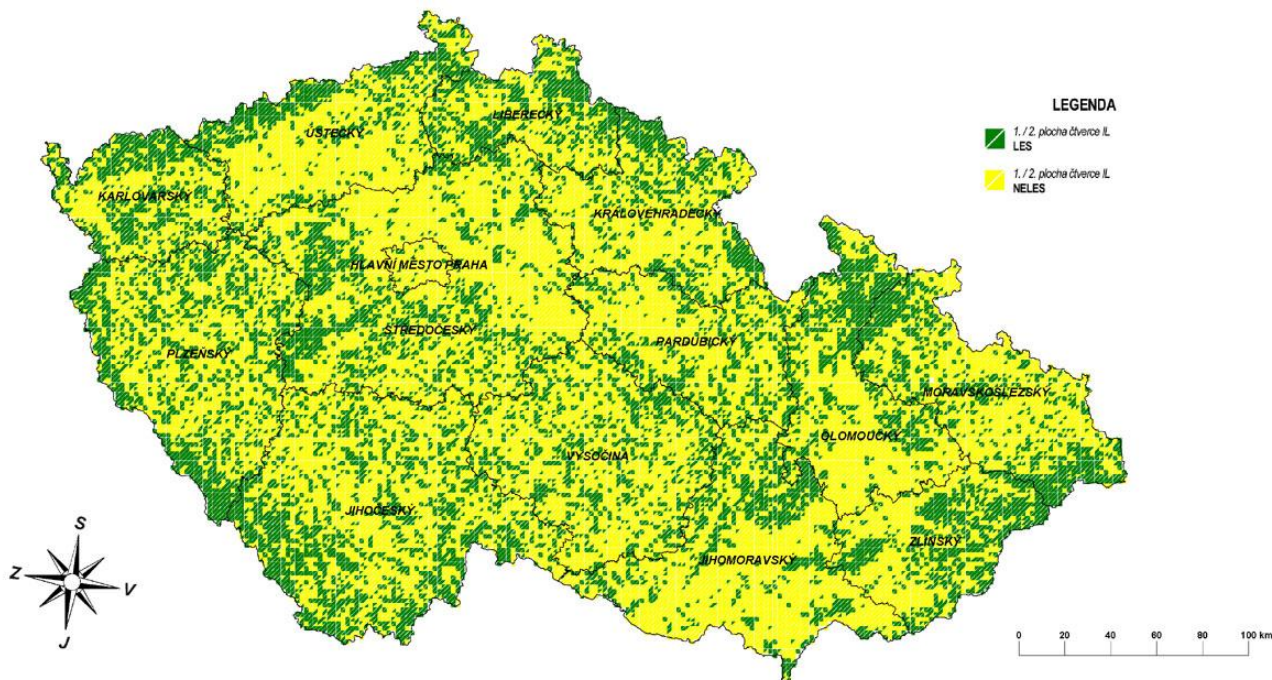 LEGENDA
1. / 2. plocha čtverce IL
LES
1. / 2. plocha čtverce IL
NELES
ÚSTECKÝ
LIBERECKÝ
KARLOVARSKÝ
KRÁLOVÉHRADECKÝ
HLAVNÍ MĚSTO PRAHA
STŘEDOČESKÝ
PLZEŇSKÝ
PARDUBICKÝ
MORAVSKOSLEZSKÝ
OLOMOUCKÝ
VYSOČINA
JIHOČESKÝ
ZLÍNSKÝ
JIHOMORAVSKÝ
S
Z
V
J
0 20 40 60 80 100 km